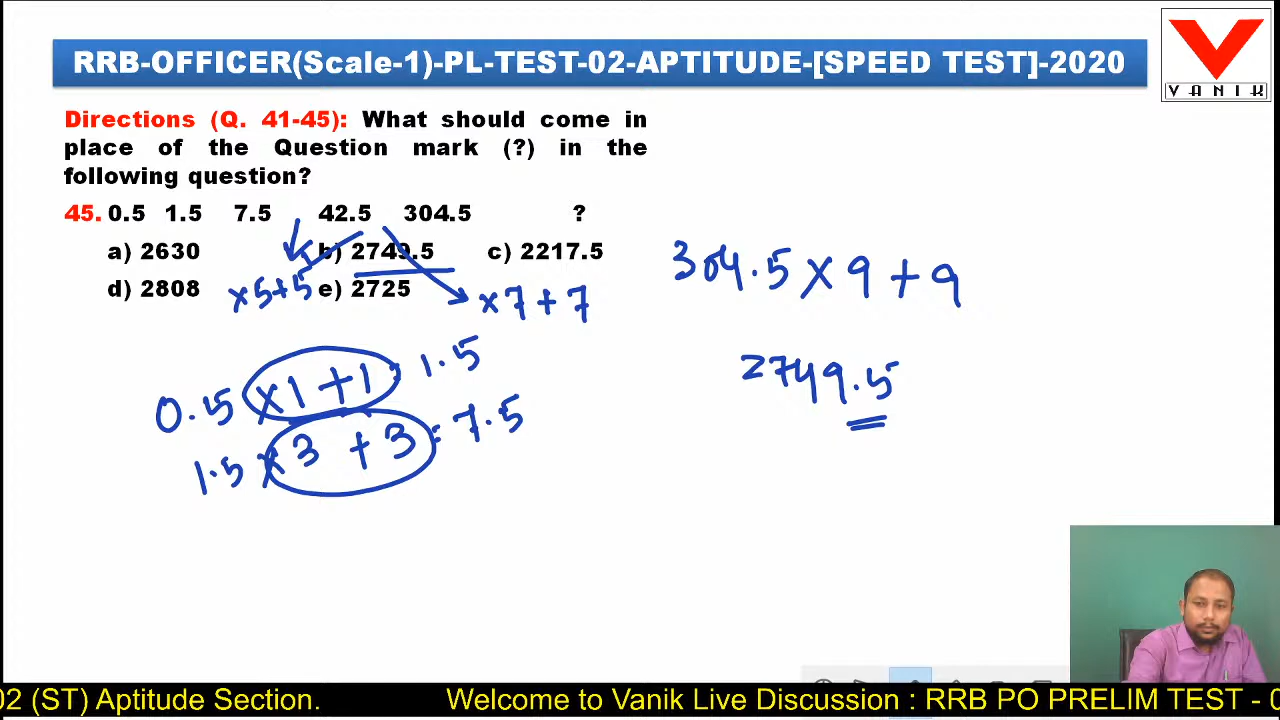 RRB-OFFICER(Scale-1)-PL-TEST-02-APTITUDE-[SPEED TEST]-2020
VANIK
Directions (Q. 41-45): What should come in
place of the Question mark (?) in the
following question?
45. 0.5 1.5 7.5 42.5 304.5 ?
a) 2630 b) 2749.5 c) 2217.5
d) 2808 e) 2725
×5+5 ×7+7
304.5×9+9
2749.5
0.5×1+1=1.5
1.5×3+3=7.5
02 (ST) Aptitude Section. Welcome to Vanik Live Discussion : RRB PO PRELIM TEST - 0